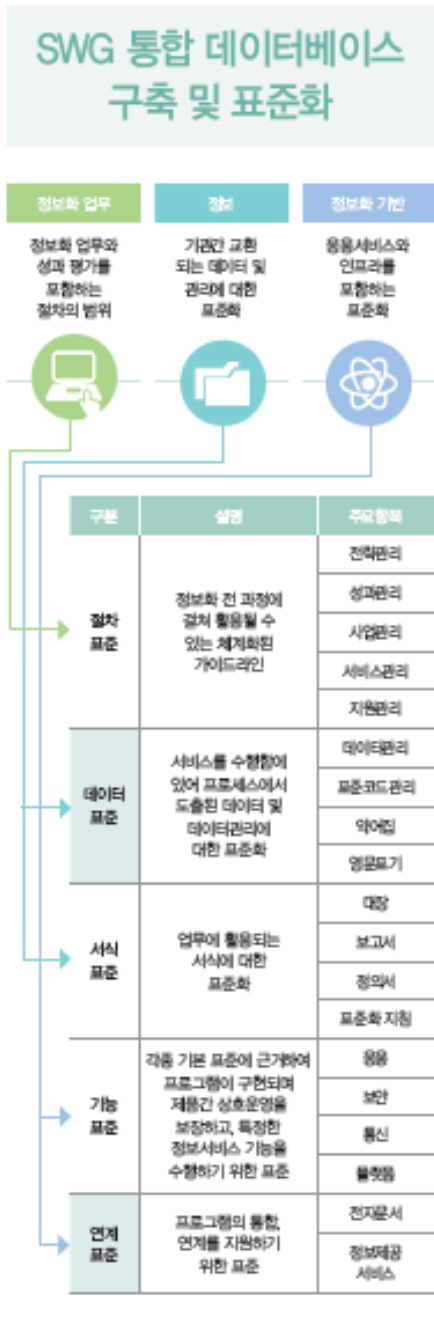 SWG 통합 데이터베이스
구축 및 표준화
정보화 업무
정보화 업무와
성과 평가를
포함하는
절차의 범위
정보
기관간 교환
되는 데이터 및
관리에 대한
표준화
정보화 기반
응용서비스와
인프라를
포함하는
표준화
구분
설명
주요항목
절차
표준
정보화 전 과정에
걸쳐 활용될 수
있는 체계화된
가이드라인
전략관리
성과관리
사업관리
서비스관리
지원관리
데이터
표준
서비스를 수행함에
있어 프로세스에서
도출된 데이터 및
데이터관리에
대한 표준화
데이터관리
표준코드관리
약어집
영문표기
서식
표준
업무에 활용되는
서식에 대한
표준화
대장
보고서
정의서
표준화 지침
기능
표준
각종 기본 표준에 근거하여
프로그램이 구현되며
제품간 상호운영을
보장하고, 특정한
정보서비스 기능을
수행하기 위한 표준
응용
보안
통신
플랫폼
연계
표준
프로그램의 통합,
연계를 지원하기
위한 표준
전자문서
정보제공
서비스